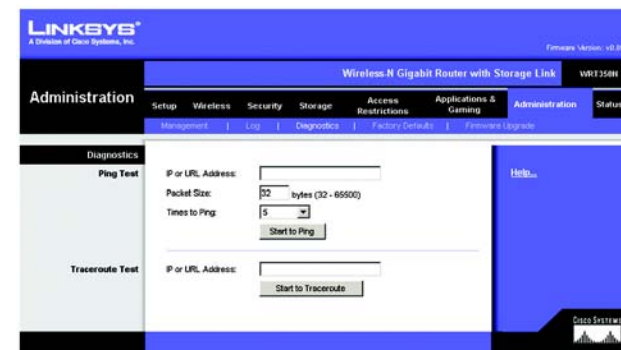 LINKSYS®
A Division of Cisco Systems, Inc.
Firmware Version: v0.9
Wireless-N Gigabit Router with Storage Link WRT350N
Administration
Setup Wireless Security Storage Access Restrictions Applications & Gaming Administration Status
Management | Log | Diagnostics | Factory Defaults | Firmware Upgrade
Diagnostics
Ping Test
IP or URL Address:
Packet Size: 32 bytes (32 - 65500)
Times to Ping: 5
Start to Ping
Help...
Traceroute Test
IP or URL Address:
Start to Traceroute
CISCO SYSTEMS